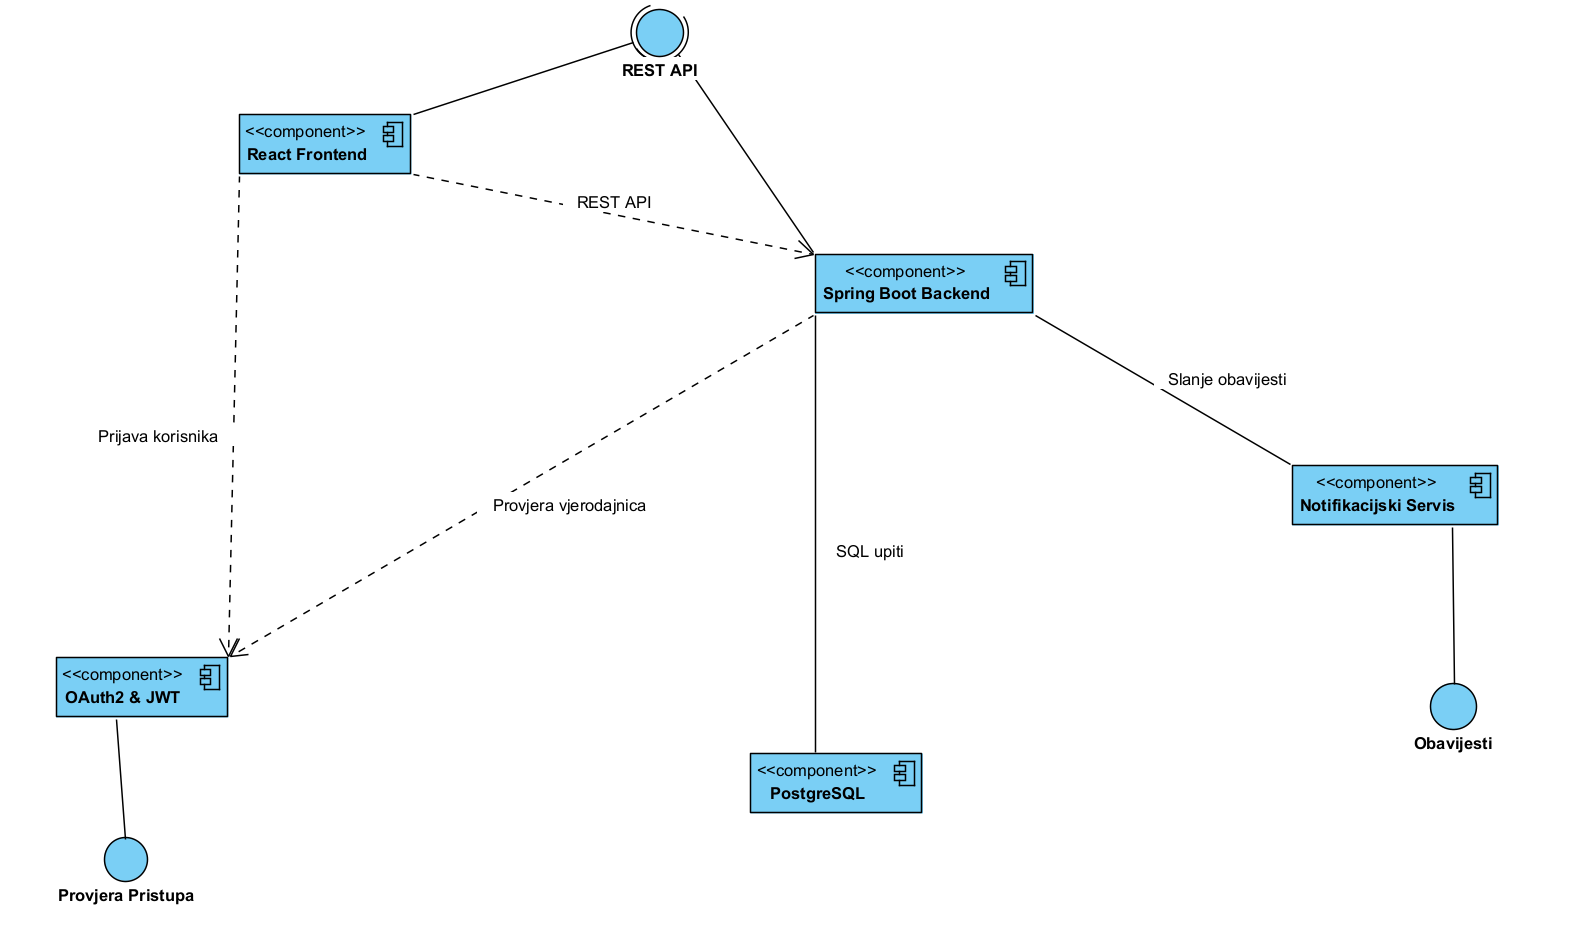 REST API
<<component>>
React Frontend
REST API
<<component>>
Spring Boot Backend
Slanje obavijesti
Prijava korisnika
<<component>>
Notifikacijski Servis
Provjera vjerodajnica
SQL upiti
<<component>>
OAuth2 & JWT
Obavijesti
<<component>>
PostgreSQL
Provjera Pristupa